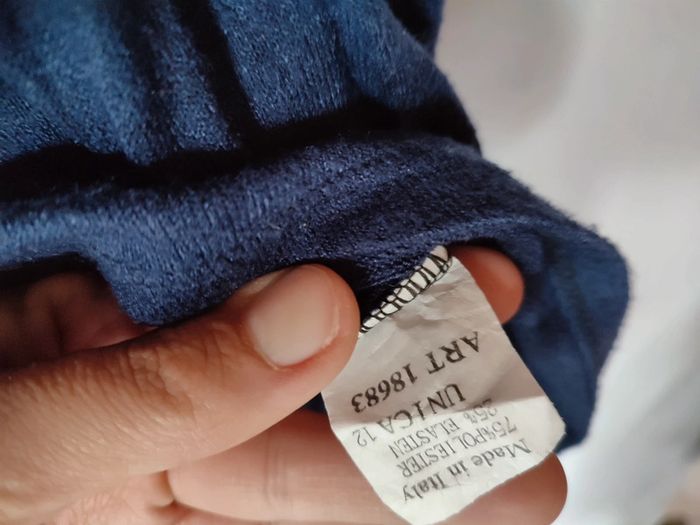 Made in Italy
75%POLIESTER
25% ELASTEN
UNICA 12
ART 18683